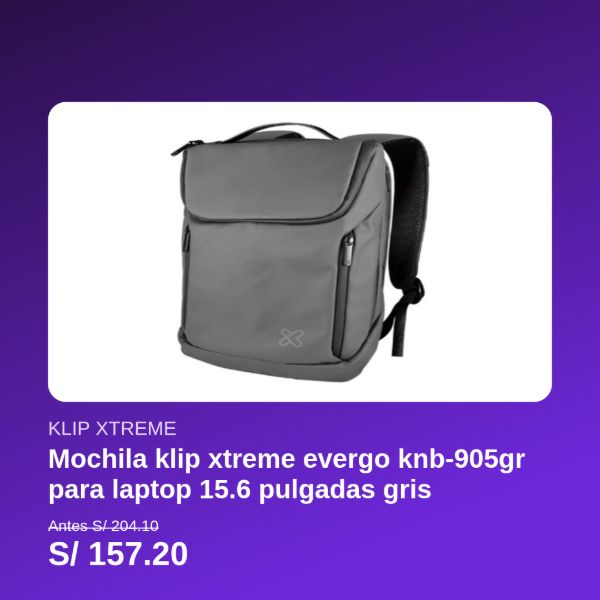 KLIP XTREME
Mochila klip xtreme evergo knb-905gr
para laptop 15.6 pulgadas gris
Antes S/ 204.10
S/ 157.20